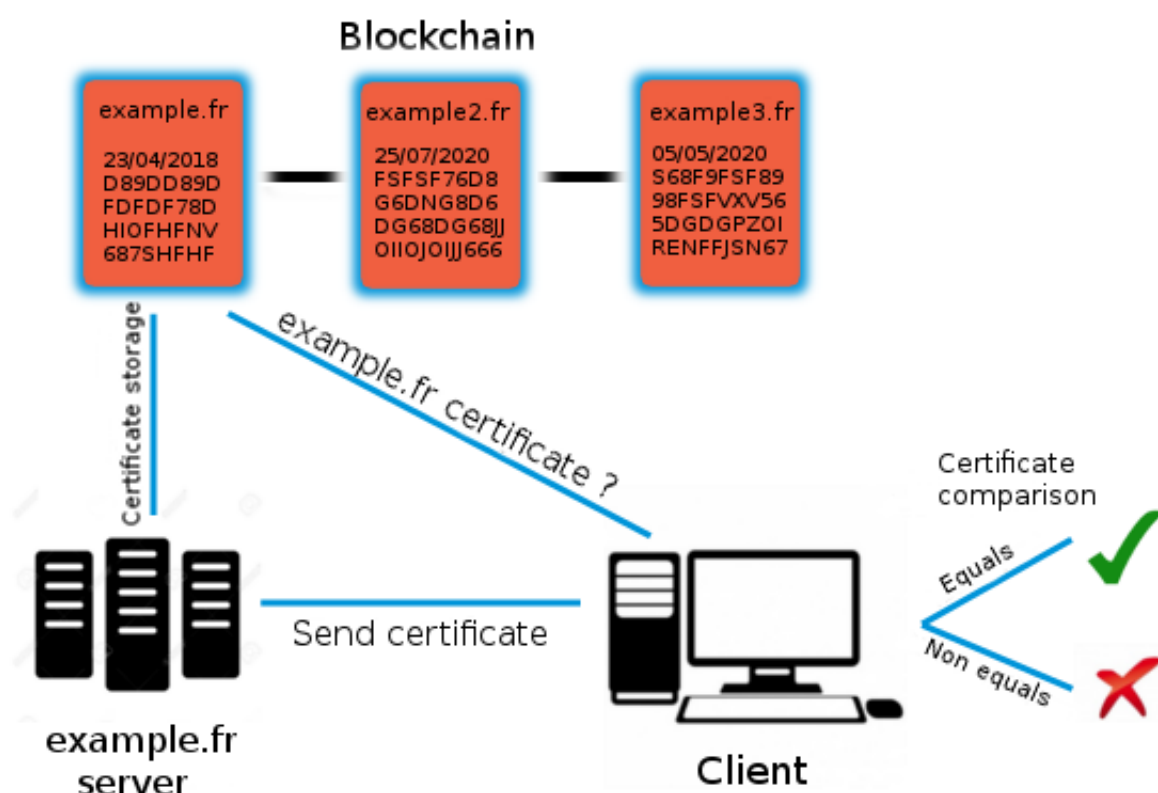 Blockchain
example.fr
23/04/2018
D89DD89D
FDFDF78D
HIOFHFNV
687SHFHF
example2.fr
25/07/2020
FSFSF76D8
G6DNG8D6
DG68DG68JJ
OIIOJOIJJ666
example3.fr
05/05/2020
S68F9FSF89
98FSFVXV56
5DGDGPZOI
RENFFJSN67
Certificate storage
example.fr certificate ?
Send certificate
example.fr
server
Client
Certificate
comparison
Equals
Non equals